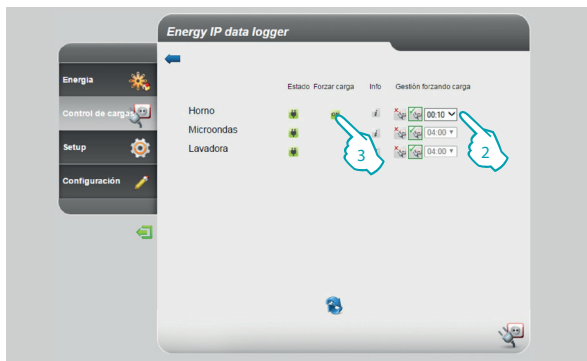 Energy IP data logger
Energia
Control de cargas
Setup
Configuración
Estado Forzar carga Info Gestión forzando carga
Horno i 00:10
Microondas i 04:00
Lavadora 04:00
3
2